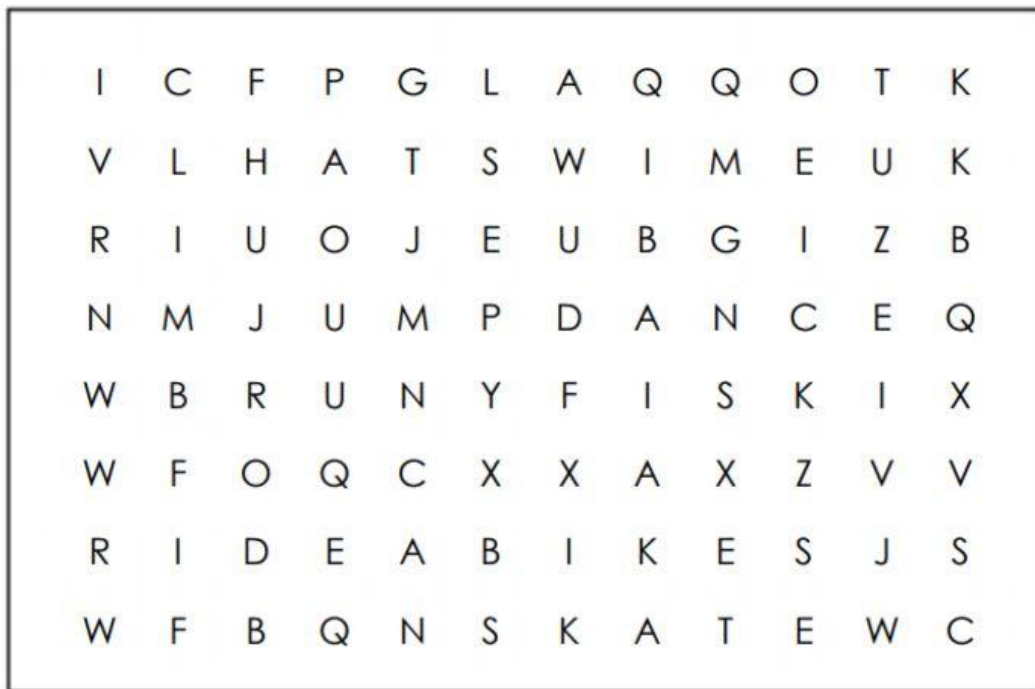 I C F P G L A Q Q O T K
V L H A T S W I M E U K
R I U O J E U B G I Z B
N M J U M P D A N C E Q
W B R U N Y F I S K I X
W F O Q C X X A X Z V V
R I D E A B I K E S J S
W F B Q N S K A T E W C